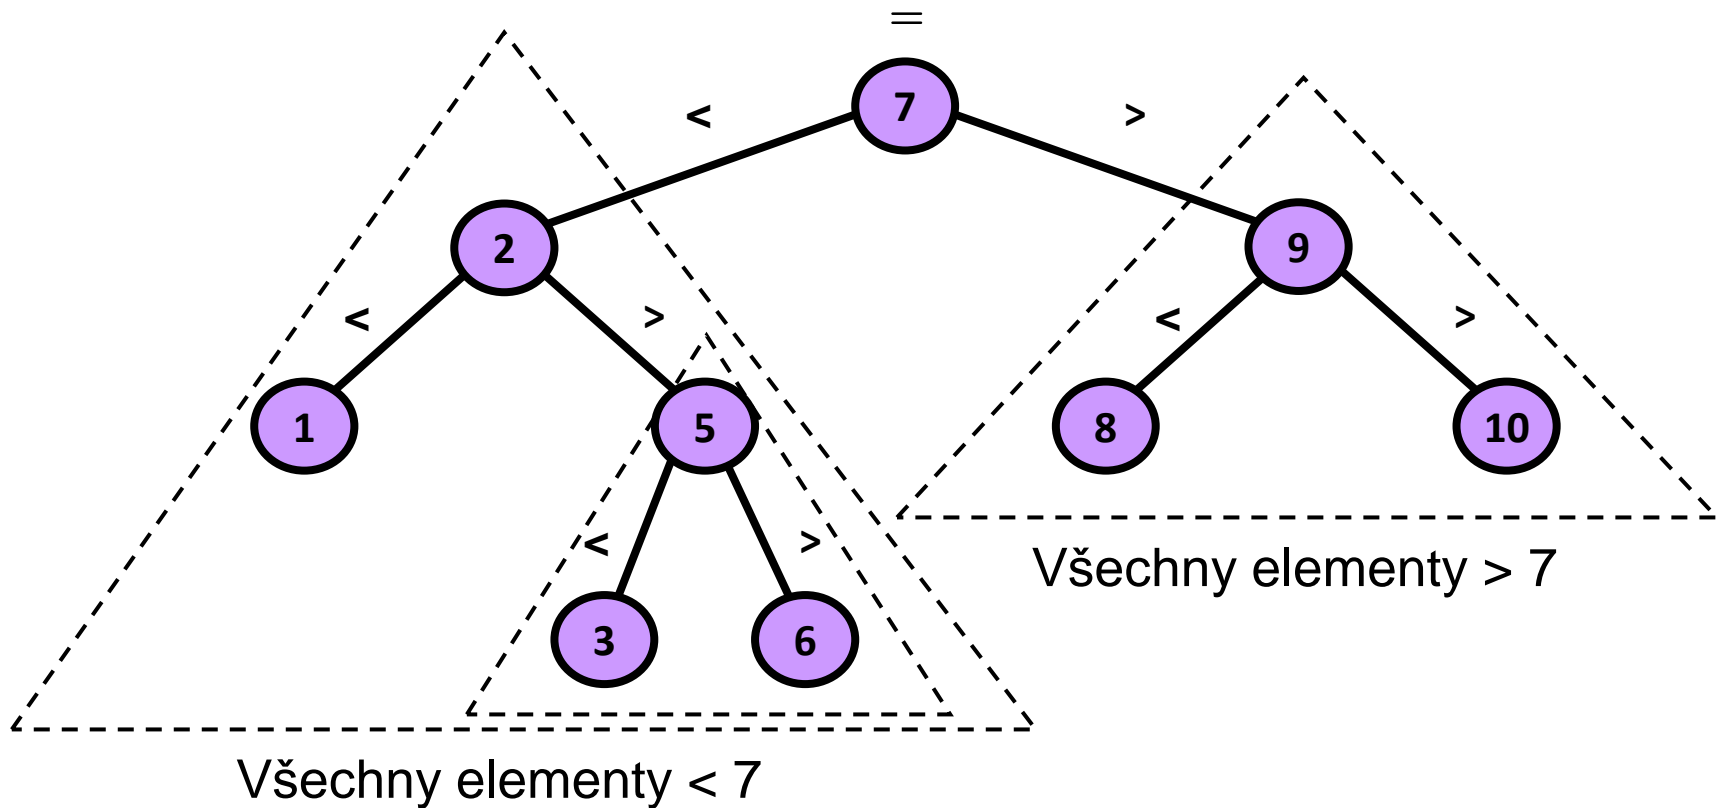 =
< 7 >
2 9
< > < >
1 5 8 10
< >
Všechny elementy > 7
3 6
Všechny elementy < 7